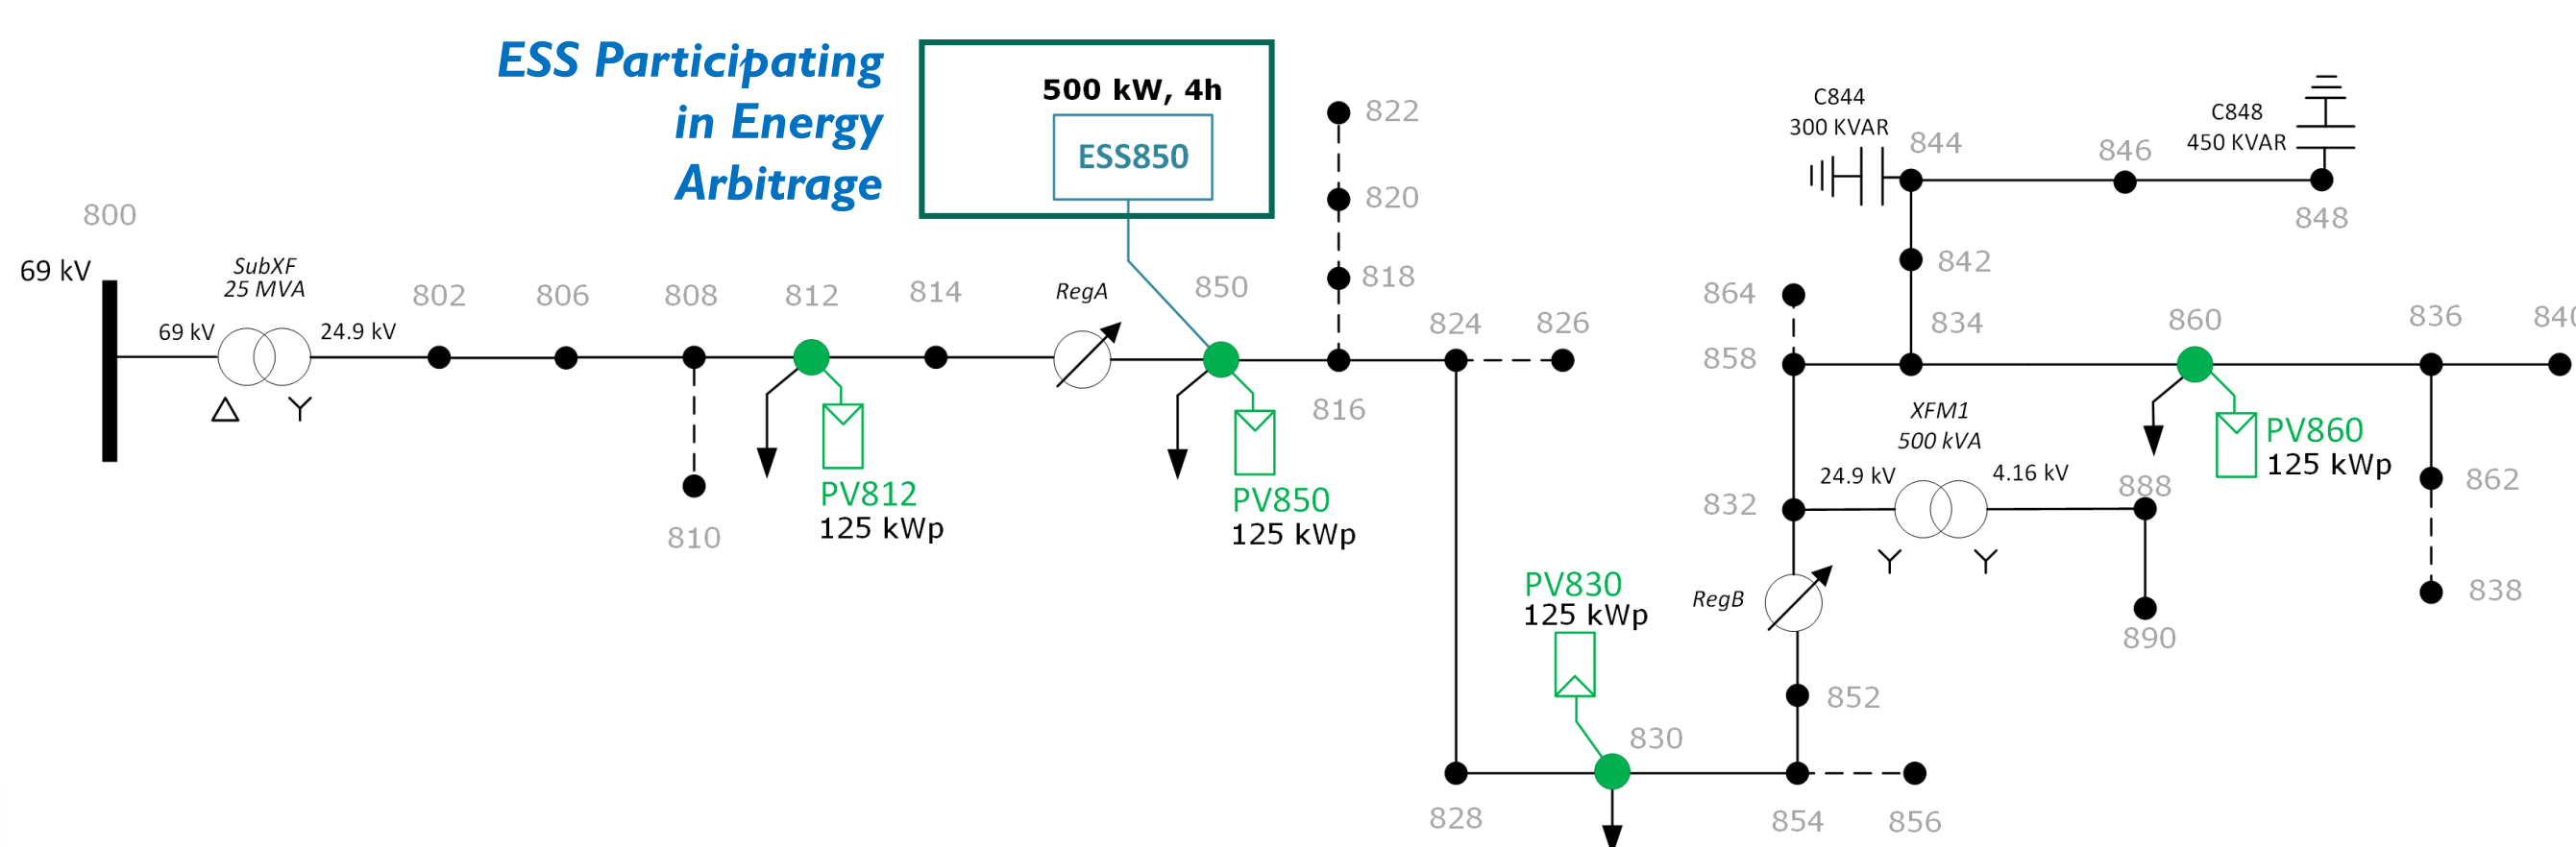 ESS Participating
in Energy
Arbitrage
500 kW, 4h
ESS850
800
69 kV
SubXF
25 MVA
69 kV
24.9 kV
802
806
808
810
812
PV812
125 kWp
814
RegA
850
PV850
125 kWp
822
820
818
816
824
826
828
PV830
125 kWp
830
854
856
852
RegB
832
858
864
24.9 kV
XFM1
500 kVA
4.16 kV
888
890
834
842
844
C844
300 KVAR
846
C848
450 KVAR
848
860
PV860
125 kWp
836
862
838